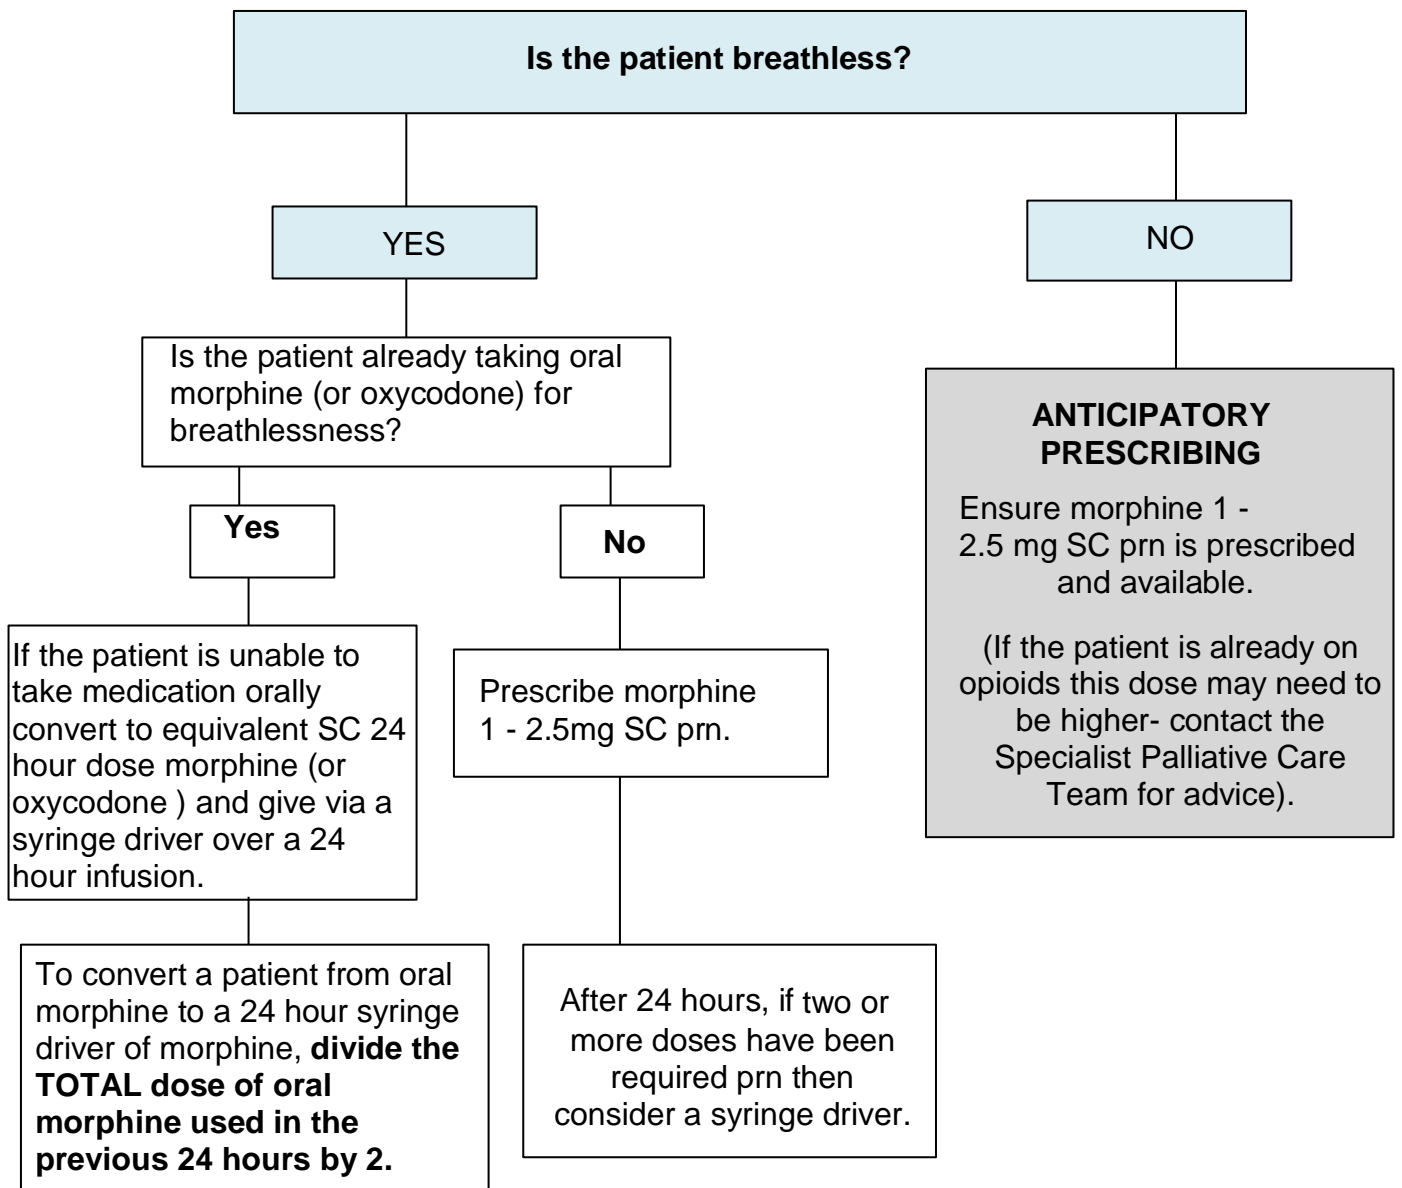 Is the patient breathless?
YES
NO
Is the patient already taking oral
morphine (or oxycodone) for
breathlessness?
Yes
No
If the patient is unable to
take medication orally
convert to equivalent SC 24
hour dose morphine (or
oxycodone ) and give via a
syringe driver over a 24
hour infusion.
To convert a patient from oral
morphine to a 24 hour syringe
driver of morphine, divide the
TOTAL dose of oral
morphine used in the
previous 24 hours by 2.
Prescribe morphine
1 - 2.5mg SC prn.
After 24 hours, if two or
more doses have been
required prn then
consider a syringe driver.
ANTICIPATORY
PRESCRIBING
Ensure morphine 1 -
2.5 mg SC prn is prescribed
and available.
(If the patient is already on
opioids this dose may need to
be higher- contact the
Specialist Palliative Care
Team for advice).